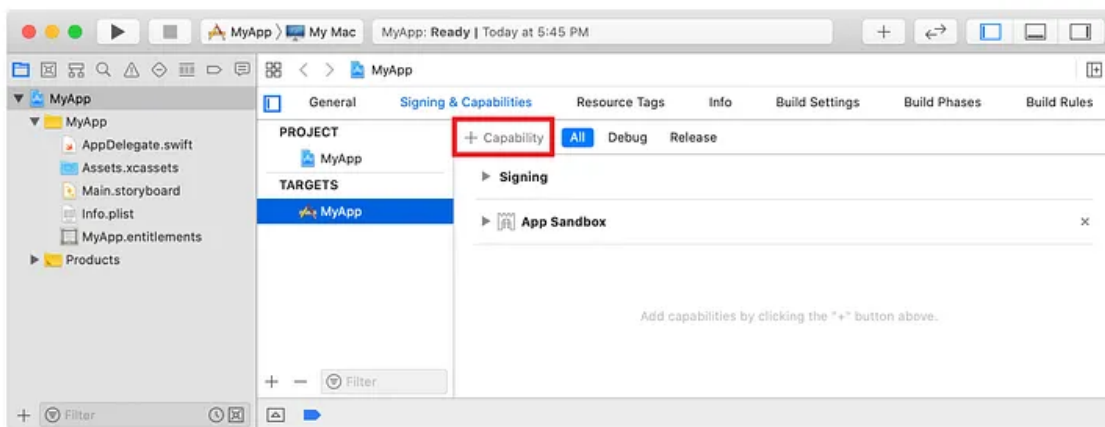 MyApp 〉 My Mac
MyApp: Ready | Today at 5:45 PM
MyApp
MyApp
General
Signing & Capabilities
Resource Tags
Info
Build Settings
Build Phases
Build Rules
MyApp
AppDelegate.swift
Assets.xcassets
Main.storyboard
Info.plist
MyApp.entitlements
Products
PROJECT
MyApp
TARGETS
MyApp
+ Capability
All
Debug
Release
Signing
App Sandbox
Add capabilities by clicking the "+" button above.
Filter
Filter